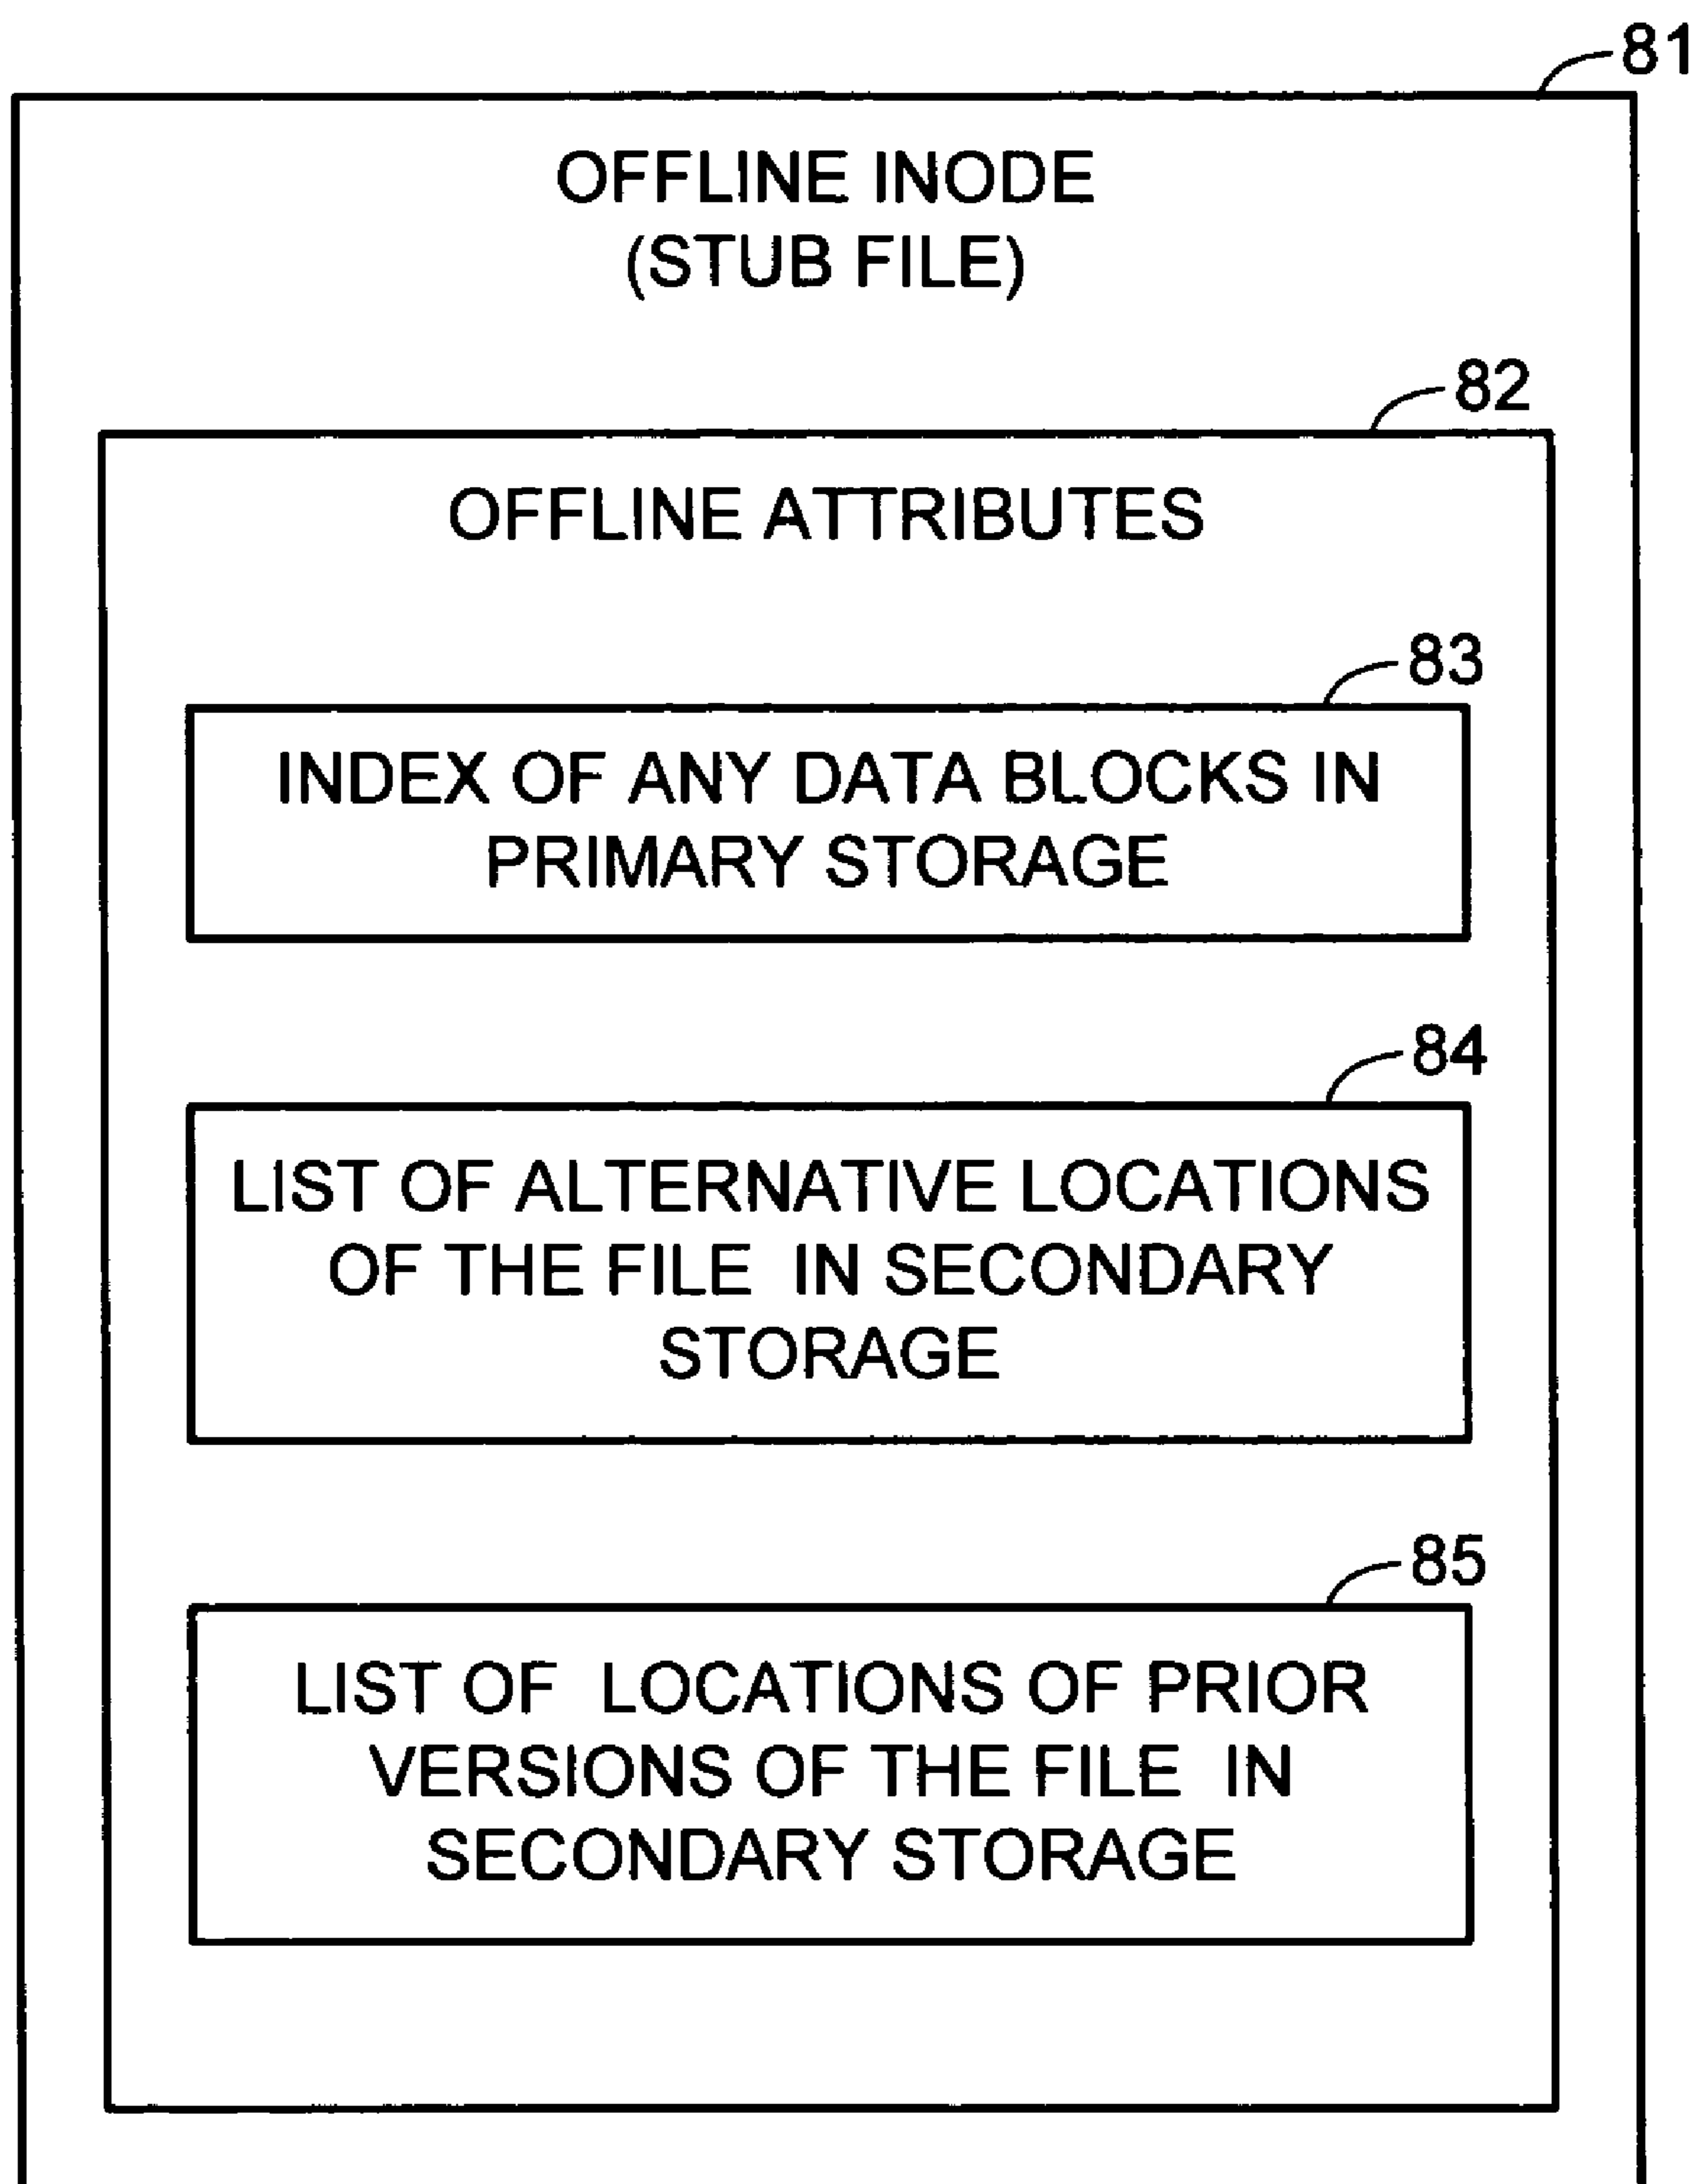 81
OFFLINE INODE
(STUB FILE)
82
OFFLINE ATTRIBUTES
83
INDEX OF ANY DATA BLOCKS IN
PRIMARY STORAGE
84
LIST OF ALTERNATIVE LOCATIONS
OF THE FILE IN SECONDARY
STORAGE
85
LIST OF LOCATIONS OF PRIOR
VERSIONS OF THE FILE IN
SECONDARY STORAGE